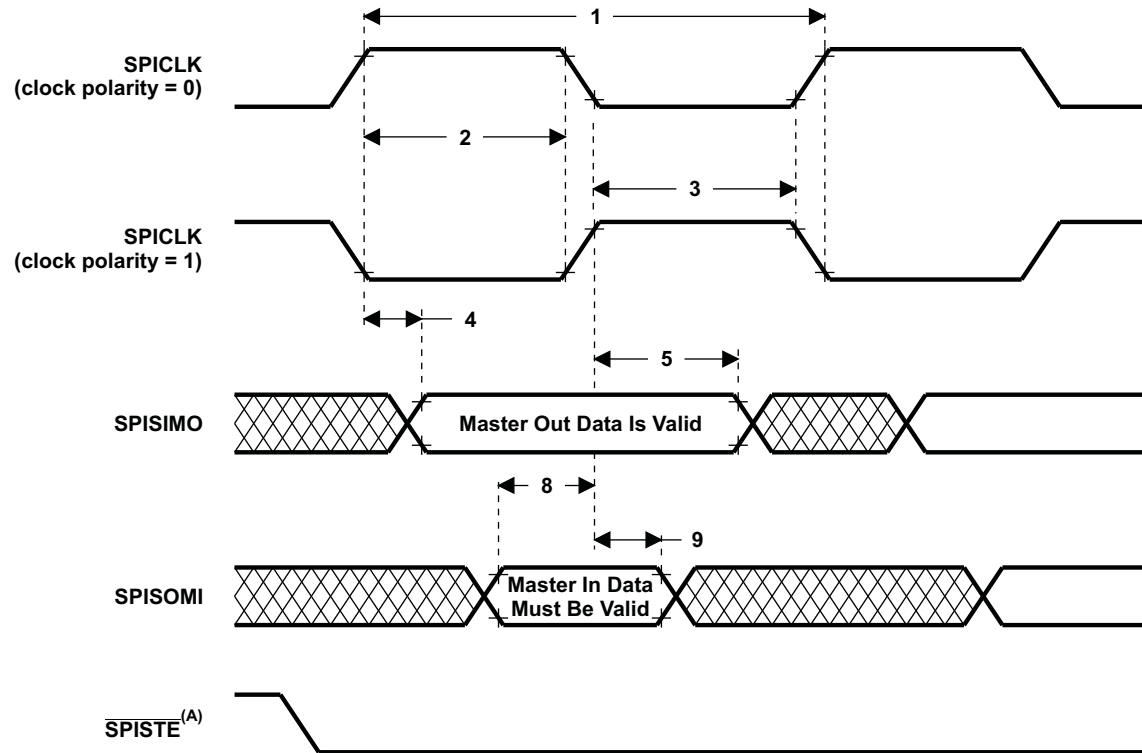 1
SPICLK
(clock polarity = 0)
2
3
SPICLK
(clock polarity = 1)
4
5
SPISIMO
Master Out Data Is Valid
8
9
SPISOMI
Master In Data
Must Be Valid
SPISTE(A)